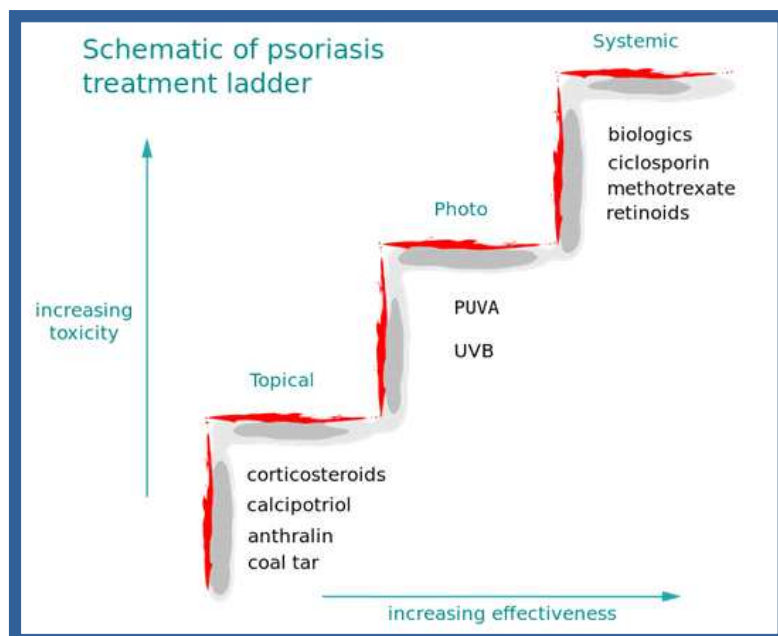 Schematic of psoriasis
treatment ladder
Systemic
biologics
ciclosporin
methotrexate
retinoids
Photo
PUVA
UVB
increasing
toxicity
Topical
corticosteroids
calcipotriol
anthralin
coal tar
increasing effectiveness